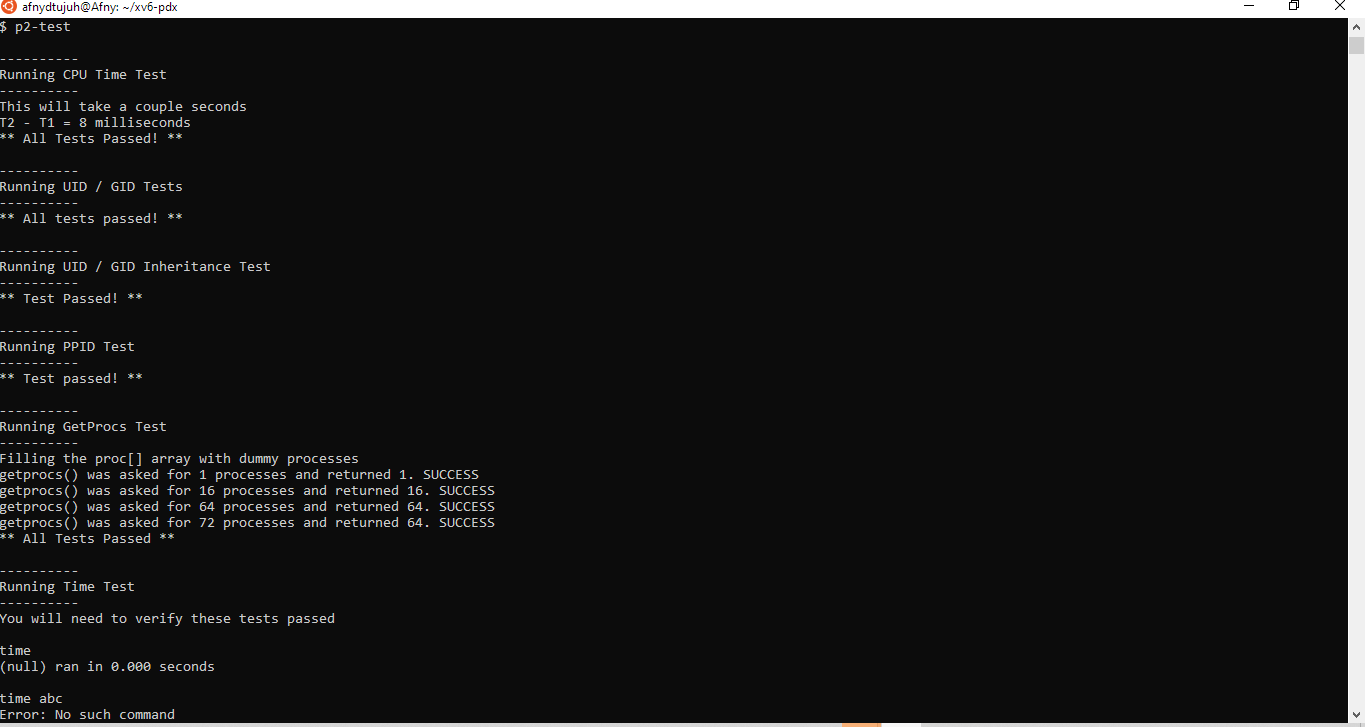 afnydtujuh@Afny: ~/xv6-pdx
$ p2-test
----------
Running CPU Time Test
----------
This will take a couple seconds
T2 - T1 = 8 milliseconds
** All Tests Passed! **
----------
Running UID / GID Tests
----------
** All tests passed! **
----------
Running UID / GID Inheritance Test
----------
** Test Passed! **
----------
Running PPID Test
----------
** Test passed! **
----------
Running GetProcs Test
----------
Filling the proc[] array with dummy processes
getprocs() was asked for 1 processes and returned 1. SUCCESS
getprocs() was asked for 16 processes and returned 16. SUCCESS
getprocs() was asked for 64 processes and returned 64. SUCCESS
getprocs() was asked for 72 processes and returned 64. SUCCESS
** All Tests Passed **
----------
Running Time Test
----------
You will need to verify these tests passed
time
(null) ran in 0.000 seconds
time abc
Error: No such command